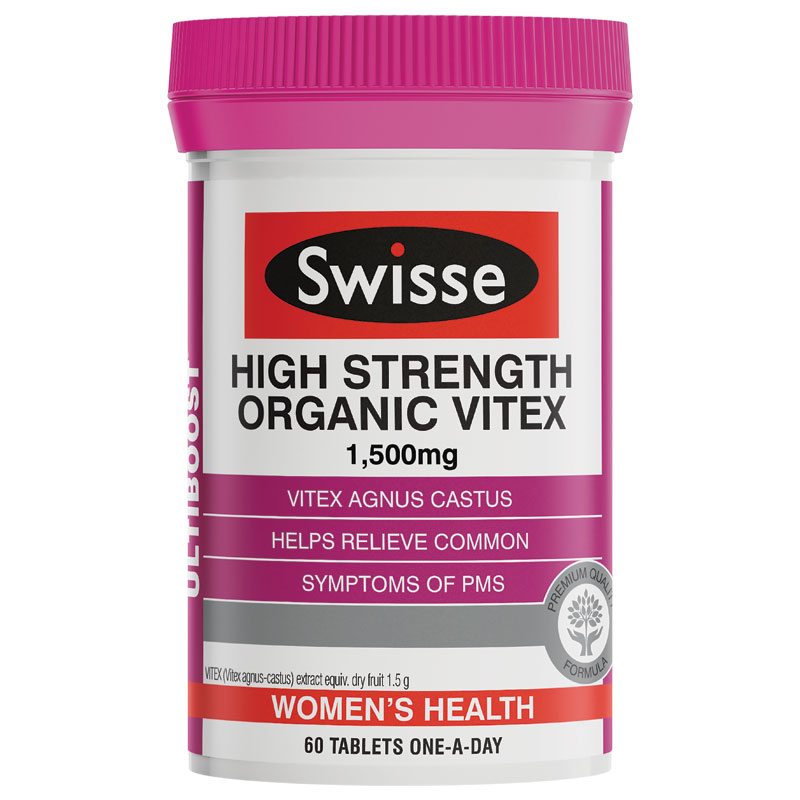 Swisse
HIGH STRENGTH
ORGANIC VITEX
1,500mg
VITEX AGNUS CASTUS
HELPS RELIEVE COMMON
SYMPTOMS OF PMS
ULTIBOOST
PREMIUM QUALITY
FORMULA
VITEX (Vitex agnus-castus) extract equiv. dry fruit 1.5 g
WOMEN'S HEALTH
60 TABLETS ONE-A-DAY